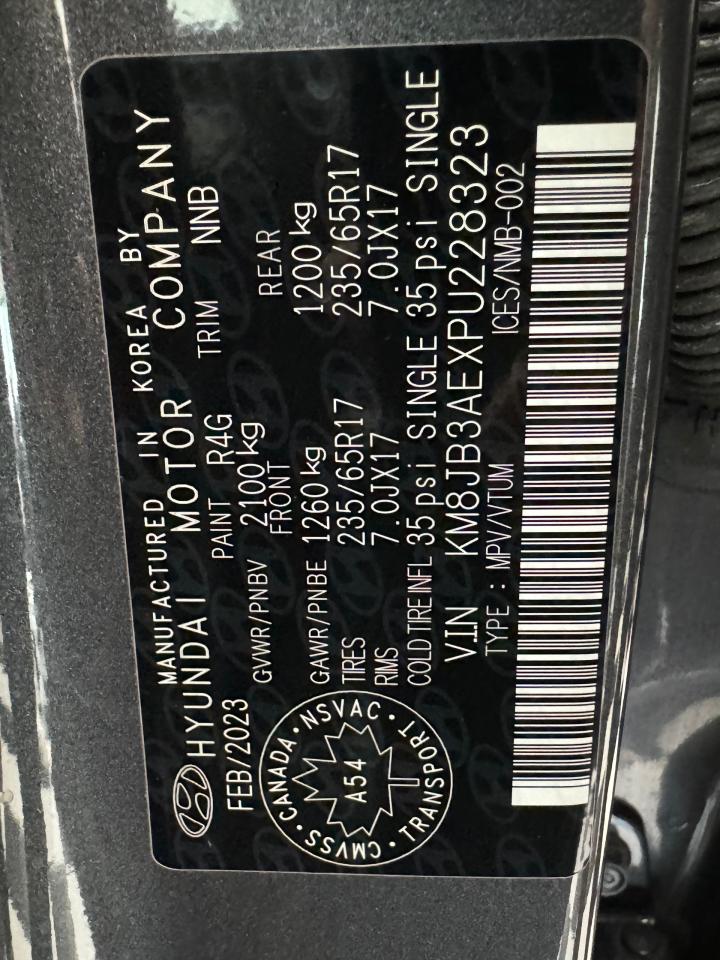 MANUFACTURED IN KOREA BY
HYUNDAI MOTOR COMPANY
FEB/2023 PAINT R4G TRIM NNB
GVWR/PNBV 2100 kg
FRONT REAR
GAWR/PNBE 1260 kg 1200 kg
TIRES 235/65R17 235/65R17
RIMS 7.0JX17 7.0JX17
COLD TIRE INFL 35 psi SINGLE 35 psi SINGLE
VIN KM8JB3AEXPU228323
TYPE : MPV/VTUM ICES/NMB-002
CMVSS · CANADA · NSVAC · TRANSPORT ·
A54